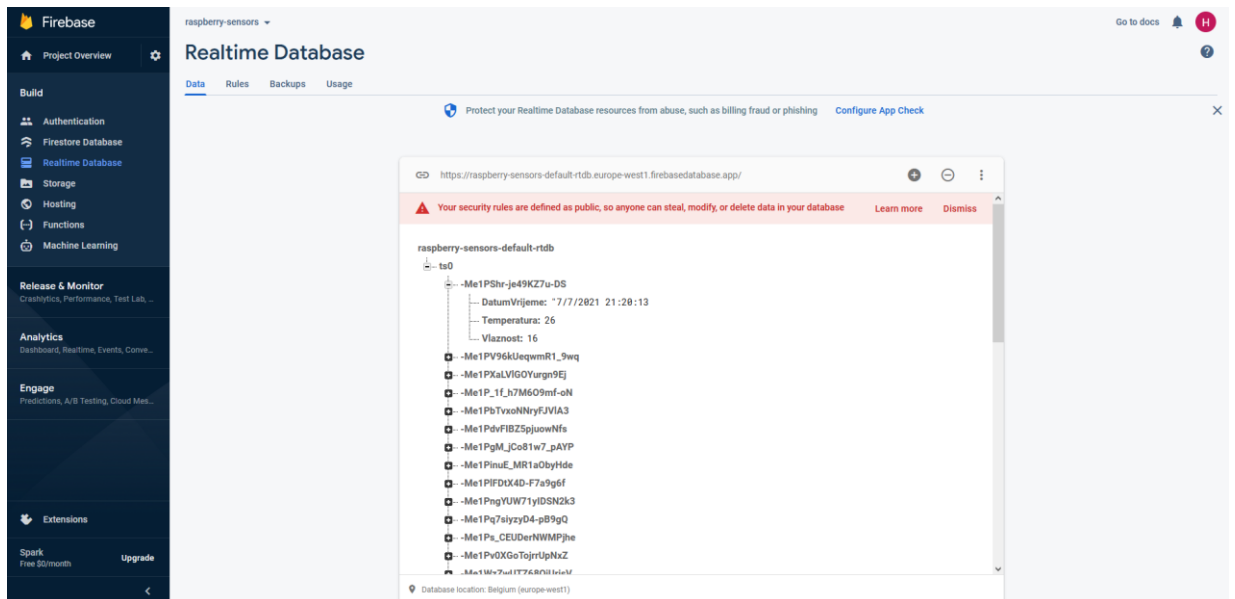 Firebase
Project Overview
Build
Authentication
Firestore Database
Realtime Database
Storage
Hosting
Functions
Machine Learning
Release & Monitor
Crashlytics, Performance, Test Lab, ...
Analytics
Dashboard, Realtime, Events, Conve...
Engage
Predictions, A/B Testing, Cloud Mes...
Extensions
Spark
Free $0/month
Upgrade
raspberry-sensors
Go to docs
H
Realtime Database
Data Rules Backups Usage
Protect your Realtime Database resources from abuse, such as billing fraud or phishing Configure App Check
https://raspberry-sensors-default-rtdb.europe-west1.firebasedatabase.app/
Your security rules are defined as public, so anyone can steal, modify, or delete data in your database Learn more Dismiss
raspberry-sensors-default-rtdb
ts0
-Me1PShr-je49KZ7u-DS
DatumVrijeme: "7/7/2021 21:20:13
Temperatura: 26
Vlaznost: 16
-Me1PV96kUeqwmR1_9wq
-Me1PXaLVlGOYurgn9Ej
-Me1P_1f_h7M6O9mf-oN
-Me1PbTvxoNNryFJVlA3
-Me1PdvFIBZ5pjuowNfs
-Me1PgM_jCo81w7_pAYP
-Me1PinuE_MR1aObyHde
-Me1PlFDtX4D-F7a9g6f
-Me1PngYUW71yIDSN2k3
-Me1Pq7siyzyD4-pB9gQ
-Me1Ps_CEUDerNWMPjhe
-Me1Pv0XGoTojrrUpNxZ
Database location: Belgium (europe-west1)